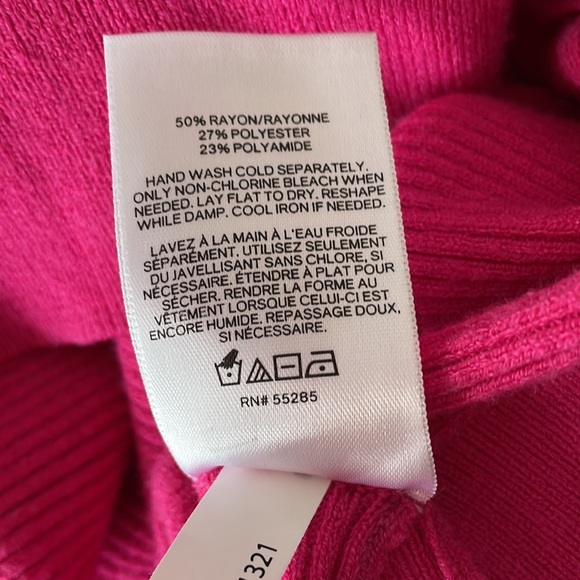 50% RAYON/RAYONNE
27% POLYESTER
23% POLYAMIDE
HAND WASH COLD SEPARATELY.
ONLY NON-CHLORINE BLEACH WHEN
NEEDED. LAY FLAT TO DRY. RESHAPE
WHILE DAMP. COOL IRON IF NEEDED.
LAVEZ À LA MAIN À L'EAU FROIDE
SÉPARÉMENT. UTILISEZ SEULEMENT
DU JAVELLISANT SANS CHLORE, SI
NÉCESSAIRE. ÉTENDRE À PLAT POUR
SÉCHER. RENDRE LA FORME AU
VÊTEMENT LORSQUE CELUI-CI EST
ENCORE HUMIDE. REPASSAGE DOUX,
SI NÉCESSAIRE.
RN# 55285
1321